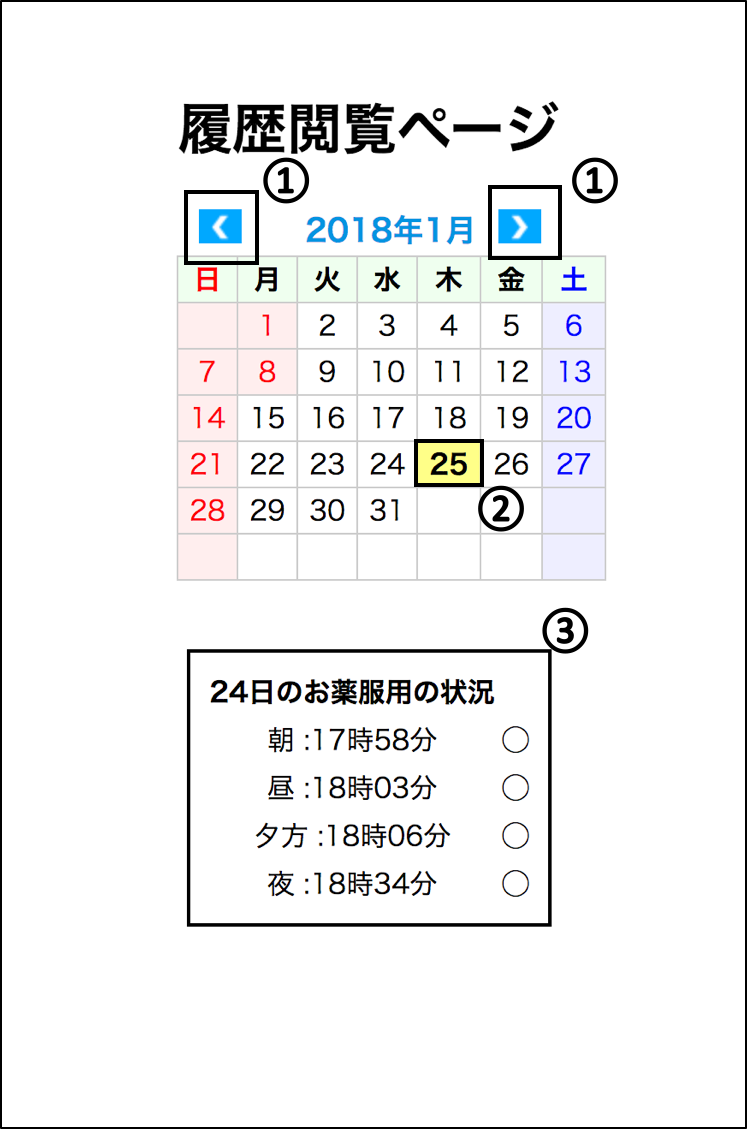 履歴閲覧ページ
① ①
< 2018年1月 >
日 月 火 水 木 金 土
1 2 3 4 5 6
7 8 9 10 11 12 13
14 15 16 17 18 19 20
21 22 23 24 25 26 27
②
28 29 30 31
③
24日のお薬服用の状況
朝 :17時58分 ◯
昼 :18時03分 ◯
夕方 :18時06分 ◯
夜 :18時34分 ◯